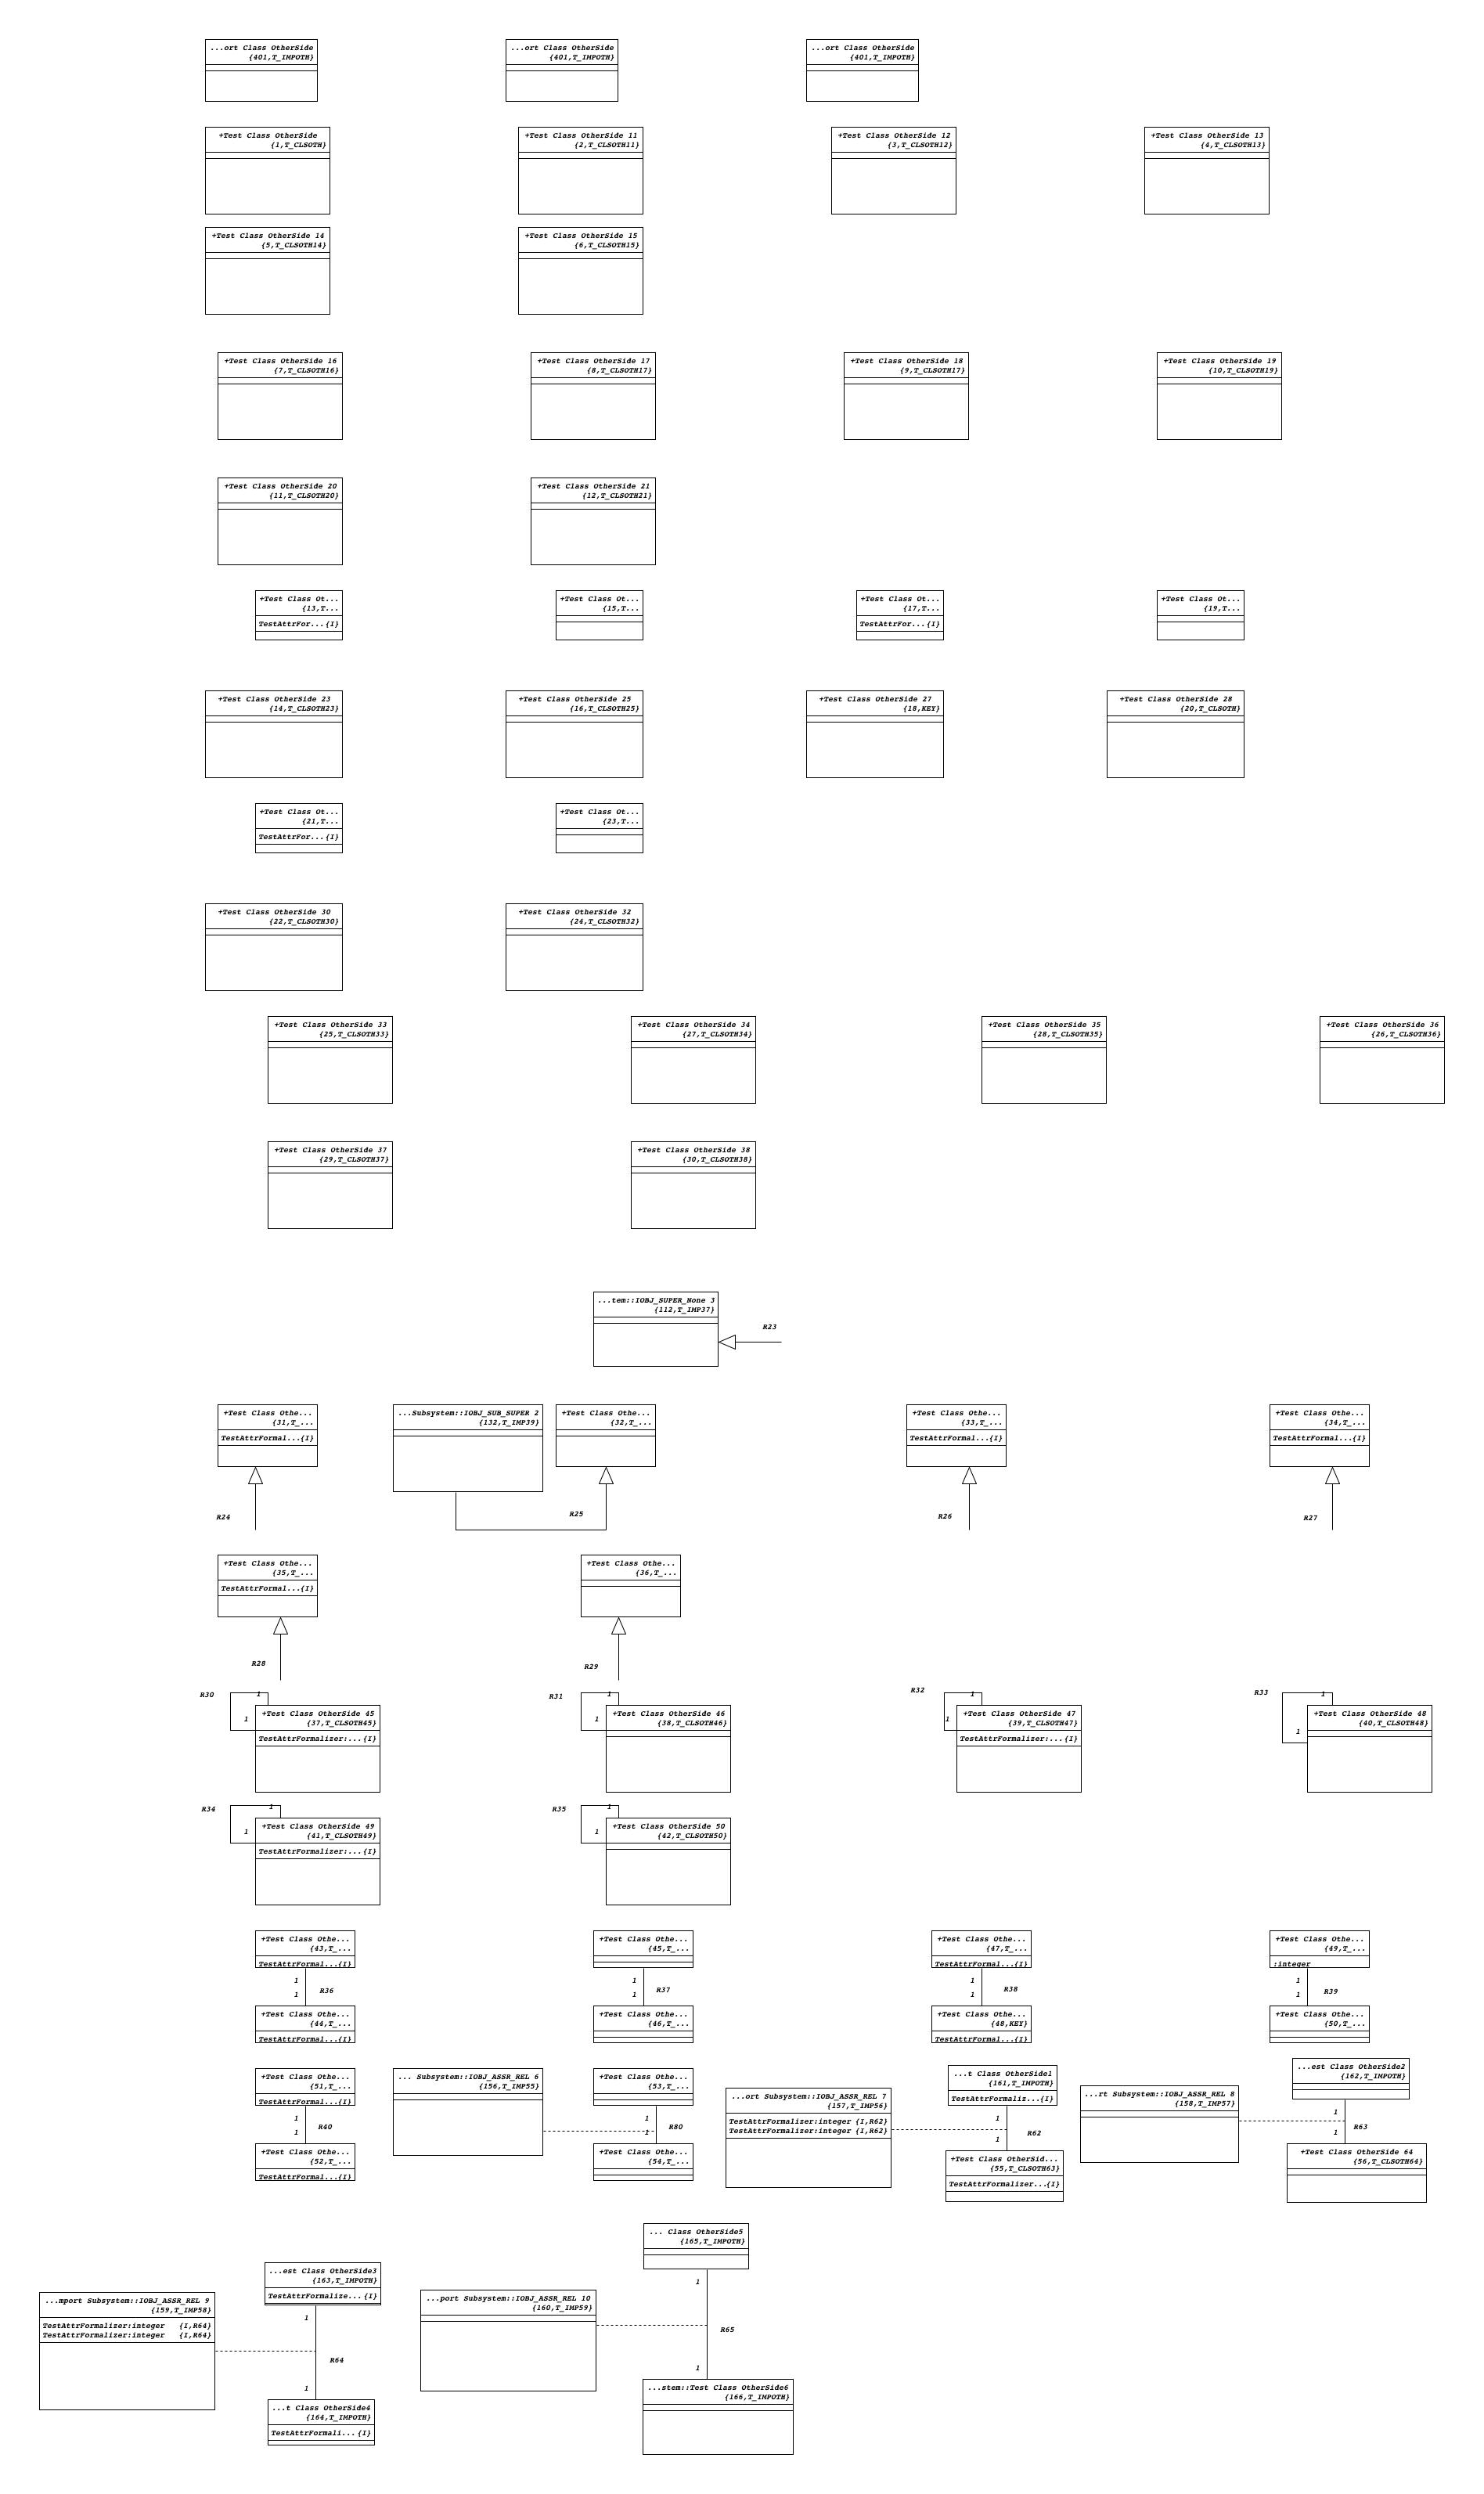 ...ort Class OtherSide
{401,T_IMPOTH}
...ort Class OtherSide
{401,T_IMPOTH}
...ort Class OtherSide
{401,T_IMPOTH}
+Test Class OtherSide
{1,T_CLSOTH}
+Test Class OtherSide 11
{2,T_CLSOTH11}
+Test Class OtherSide 12
{3,T_CLSOTH12}
+Test Class OtherSide 13
{4,T_CLSOTH13}
+Test Class OtherSide 14
{5,T_CLSOTH14}
+Test Class OtherSide 15
{6,T_CLSOTH15}
+Test Class OtherSide 16
{7,T_CLSOTH16}
+Test Class OtherSide 17
{8,T_CLSOTH17}
+Test Class OtherSide 18
{9,T_CLSOTH17}
+Test Class OtherSide 19
{10,T_CLSOTH19}
+Test Class OtherSide 20
{11,T_CLSOTH20}
+Test Class OtherSide 21
{12,T_CLSOTH21}
+Test Class Ot...
{13,T...
TestAttrFor...{I}
+Test Class Ot...
{15,T...
+Test Class Ot...
{17,T...
TestAttrFor...{I}
+Test Class Ot...
{19,T...
+Test Class OtherSide 23
{14,T_CLSOTH23}
+Test Class OtherSide 25
{16,T_CLSOTH25}
+Test Class OtherSide 27
{18,KEY}
+Test Class OtherSide 28
{20,T_CLSOTH}
+Test Class Ot...
{21,T...
TestAttrFor...{I}
+Test Class Ot...
{23,T...
+Test Class OtherSide 30
{22,T_CLSOTH30}
+Test Class OtherSide 32
{24,T_CLSOTH32}
+Test Class OtherSide 33
{25,T_CLSOTH33}
+Test Class OtherSide 34
{27,T_CLSOTH34}
+Test Class OtherSide 35
{28,T_CLSOTH35}
+Test Class OtherSide 36
{26,T_CLSOTH36}
+Test Class OtherSide 37
{29,T_CLSOTH37}
+Test Class OtherSide 38
{30,T_CLSOTH38}
...tem::IOBJ_SUPER_None 3
{112,T_IMP37}
R23
+Test Class Othe...
{31,T_...
TestAttrFormal...{I}
...Subsystem::IOBJ_SUB_SUPER 2
{132,T_IMP39}
+Test Class Othe...
{32,T_...
+Test Class Othe...
{33,T_...
TestAttrFormal...{I}
+Test Class Othe...
{34,T_...
TestAttrFormal...{I}
R24
R25
R26
R27
+Test Class Othe...
{35,T_...
TestAttrFormal...{I}
+Test Class Othe...
{36,T_...
R28
R29
R30
1
1
+Test Class OtherSide 45
{37,T_CLSOTH45}
TestAttrFormalizer:...{I}
R31
1
1
+Test Class OtherSide 46
{38,T_CLSOTH46}
R32
1
1
+Test Class OtherSide 47
{39,T_CLSOTH47}
TestAttrFormalizer:...{I}
R33
1
1
+Test Class OtherSide 48
{40,T_CLSOTH48}
R34
1
1
+Test Class OtherSide 49
{41,T_CLSOTH49}
TestAttrFormalizer:...{I}
R35
1
1
+Test Class OtherSide 50
{42,T_CLSOTH50}
+Test Class Othe...
{43,T_...
TestAttrFormal...{I}
1
1
R36
+Test Class Othe...
{44,T_...
TestAttrFormal...{I}
+Test Class Othe...
{45,T_...
1
1
R37
+Test Class Othe...
{46,T_...
+Test Class Othe...
{47,T_...
TestAttrFormal...{I}
1
1
R38
+Test Class Othe...
{48,KEY}
TestAttrFormal...{I}
+Test Class Othe...
{49,T_...
:integer
1
1
R39
+Test Class Othe...
{50,T_...
+Test Class Othe...
{51,T_...
TestAttrFormal...{I}
1
1
R40
+Test Class Othe...
{52,T_...
TestAttrFormal...{I}
... Subsystem::IOBJ_ASSR_REL 6
{156,T_IMP55}
+Test Class Othe...
{53,T_...
1
1
R80
+Test Class Othe...
{54,T_...
...ort Subsystem::IOBJ_ASSR_REL 7
{157,T_IMP56}
TestAttrFormalizer:integer {I,R62}
TestAttrFormalizer:integer {I,R62}
...t Class OtherSide1
{161,T_IMPOTH}
TestAttrFormaliz...{I}
1
1
R62
+Test Class OtherSid...
{55,T_CLSOTH63}
TestAttrFormalizer...{I}
...rt Subsystem::IOBJ_ASSR_REL 8
{158,T_IMP57}
...est Class OtherSide2
{162,T_IMPOTH}
1
1
R63
+Test Class OtherSide 64
{56,T_CLSOTH64}
...mport Subsystem::IOBJ_ASSR_REL 9
{159,T_IMP58}
TestAttrFormalizer:integer {I,R64}
TestAttrFormalizer:integer {I,R64}
...est Class OtherSide3
{163,T_IMPOTH}
TestAttrFormalize...{I}
1
R64
1
...t Class OtherSide4
{164,T_IMPOTH}
TestAttrFormali...{I}
...port Subsystem::IOBJ_ASSR_REL 10
{160,T_IMP59}
... Class OtherSide5
{165,T_IMPOTH}
1
R65
1
...stem::Test Class OtherSide6
{166,T_IMPOTH}